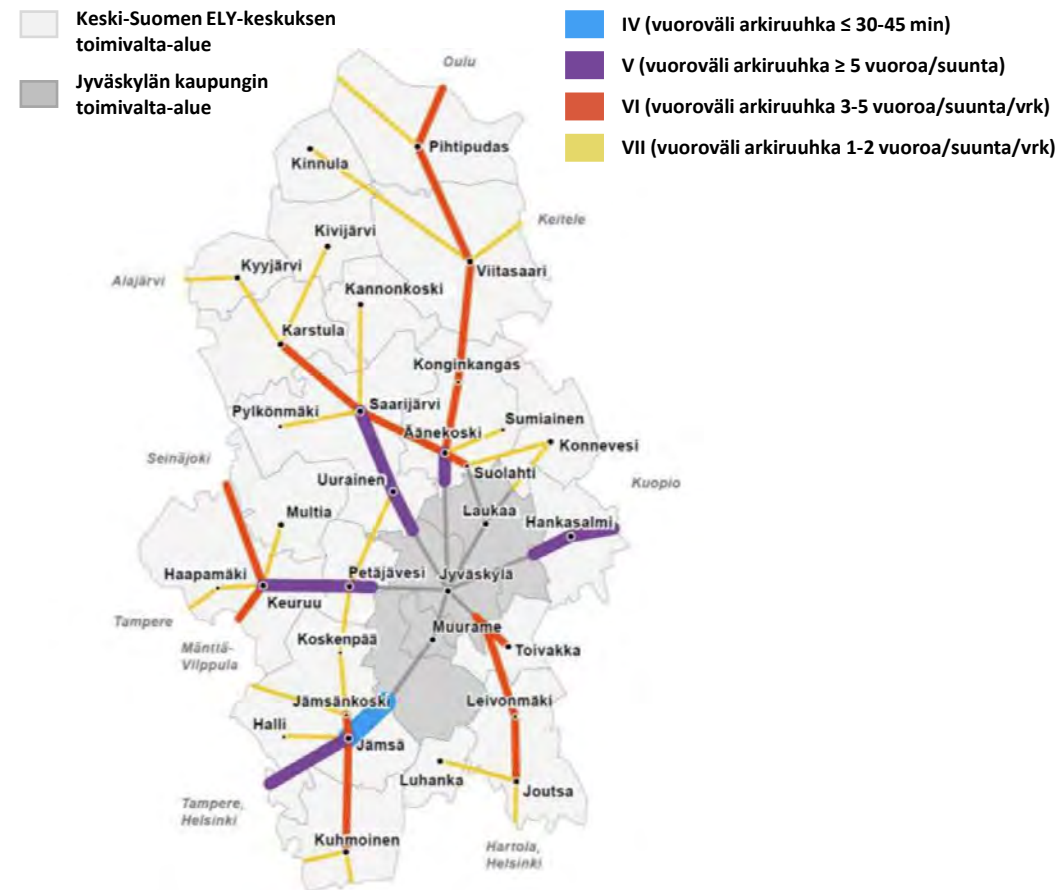 Keski-Suomen ELY-keskuksen
toimivalta-alue
Jyväskylän kaupungin
toimivalta-alue
IV (vuoroväli arkiruuhka ≤ 30-45 min)
V (vuoroväli arkiruuhka ≥ 5 vuoroa/suunta)
VI (vuoroväli arkiruuhka 3-5 vuoroa/suunta/vrk)
VII (vuoroväli arkiruuhka 1-2 vuoroa/suunta/vrk)
Oulu
Pihtipudas
Kinnula
Keitele
Kivijärvi
Kyyjärvi
Viitasaari
Alajärvi
Kannonkoski
Karstula
Konginkangas
Saarijärvi
Pylkönmäki
Sumiainen
Äänekoski
Konnevesi
Seinäjoki
Suolahti
Uurainen
Kuopio
Multia
Laukaa
Hankasalmi
Haapamäki
Petäjävesi
Jyväskylä
Keuruu
Tampere
Muurame
Mänttä-
Vilppula
Koskenpää
Toivakka
Jämsänkoski
Leivonmäki
Halli
Jämsä
Luhanka
Joutsa
Tampere,
Helsinki
Kuhmoinen
Hartola,
Helsinki